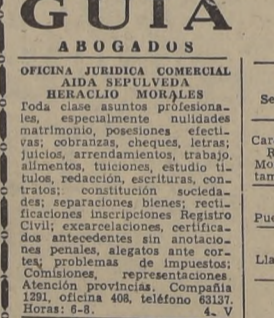 GUIA
ABOGADOS
OFICINA JURIDICA COMERCIAL
AIDA SEPULVEDA
HERACLIO MORALES
Toda clase asuntos profesiona-
les, especialmente nulidades
matrimonio, posesiones efecti-
vas; cobranzas, cheques, letras;
juicios, arrendamientos, trabajo,
alimentos, tuiciones, estudio tí-
tulos, redacción, escrituras, con-
tratos; constitución socieda-
des; separaciones bienes; recti-
ficaciones inscripciones Registro
Civil; excarcelaciones, certifica-
dos antecedentes sin anotacio-
nes penales, alegatos ante cor-
tes; problemas de impuestos;
Comisiones, representaciones.
Atención provincias. Compañía
1291, oficina 408, teléfono 63137.
Horas: 6-8. 4. V
Se
Car
R
Mo
tam
Pue
Lla